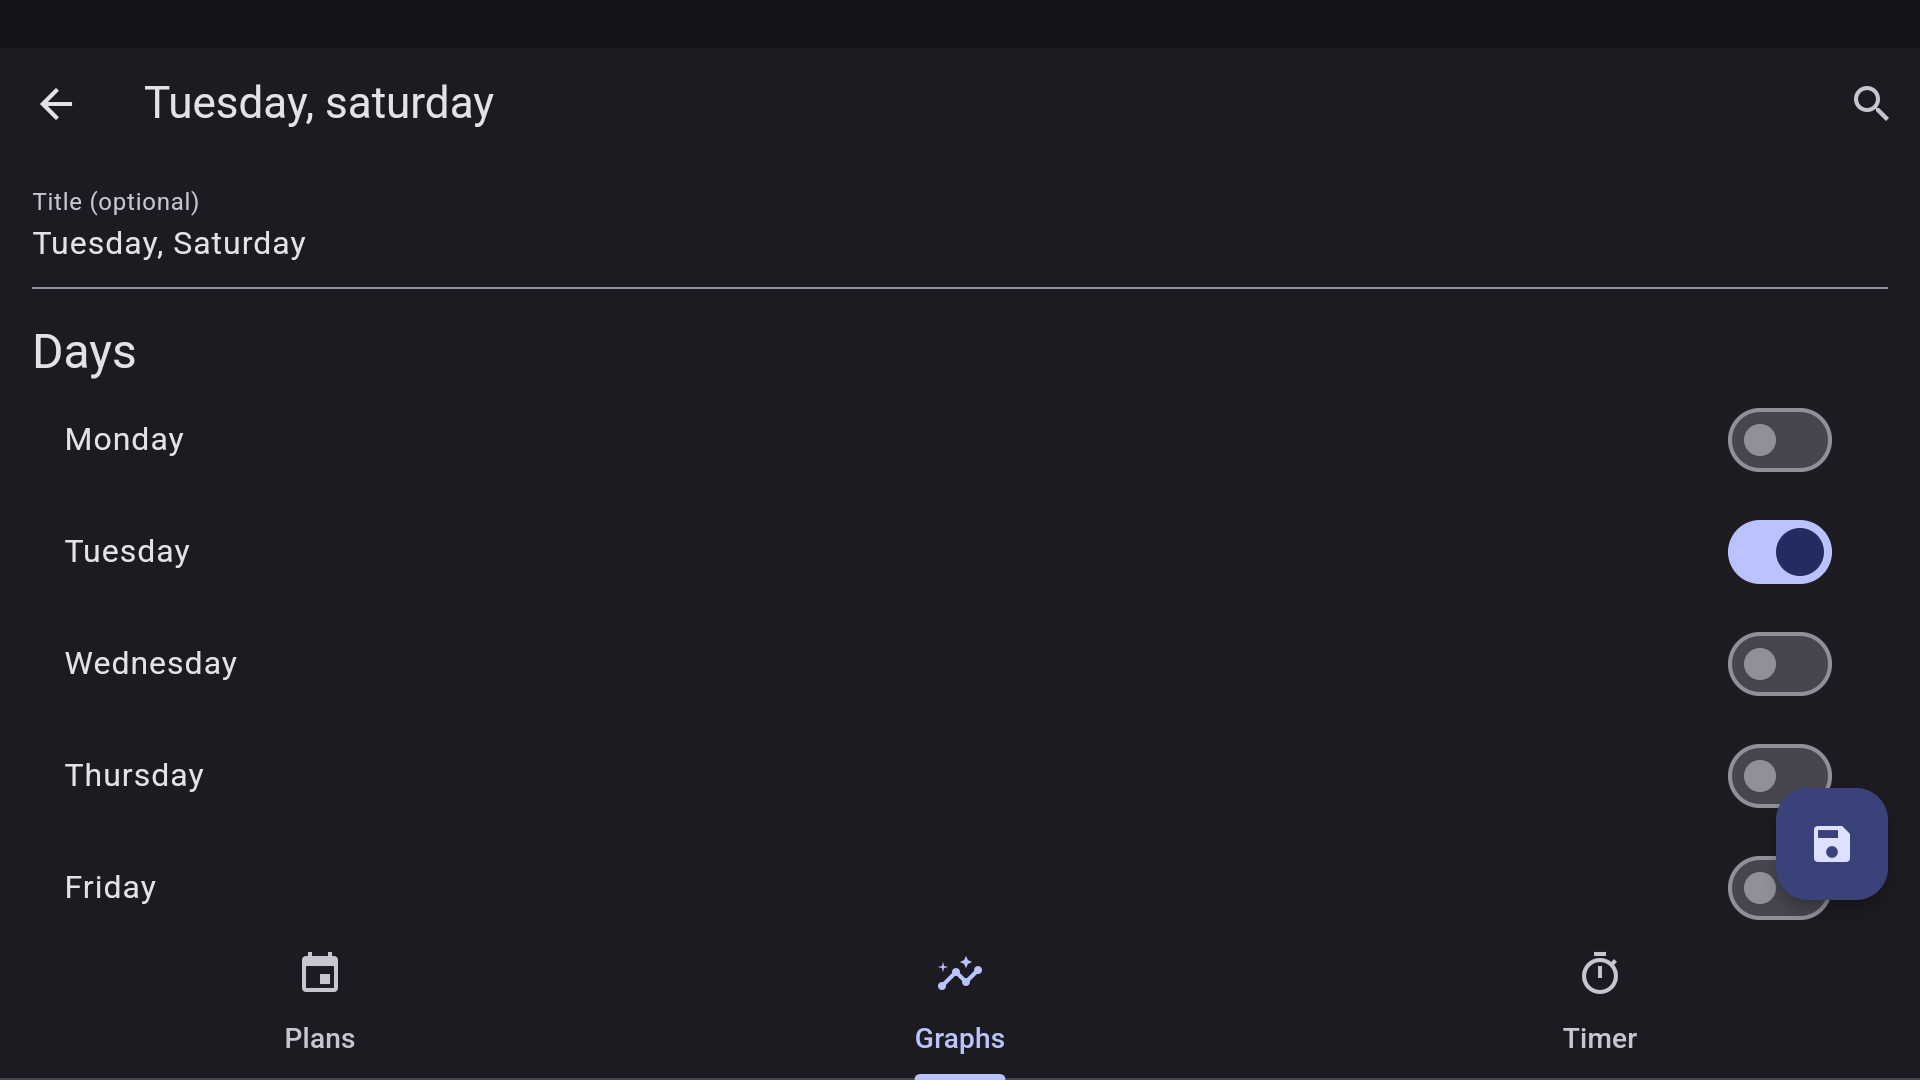 Tuesday, saturday
Title (optional)
Tuesday, Saturday
Days
Monday
Tuesday
Wednesday
Thursday
Friday
Plans
Graphs
Timer